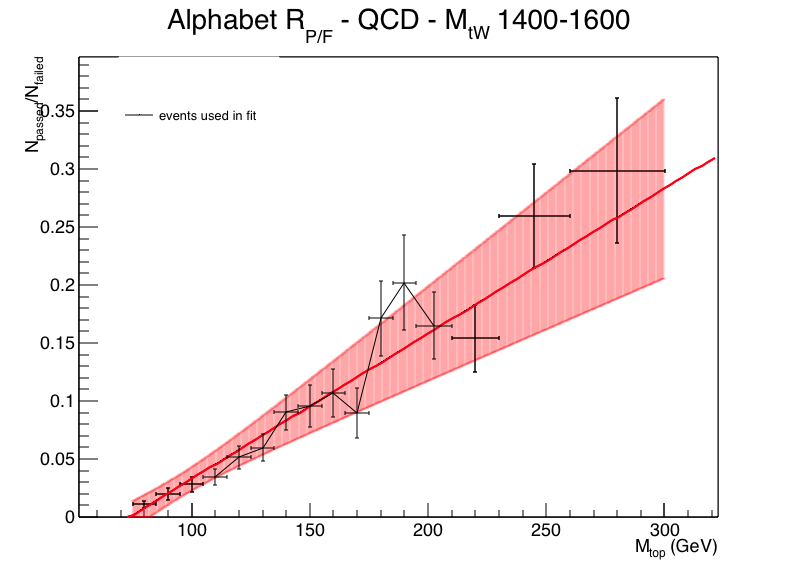 Alphabet R_P/F - QCD - M_tW 1400-1600
N_passed/N_failed
events used in fit
0.35
0.3
0.25
0.2
0.15
0.1
0.05
0
100 150 200 250 300
M_top (GeV)